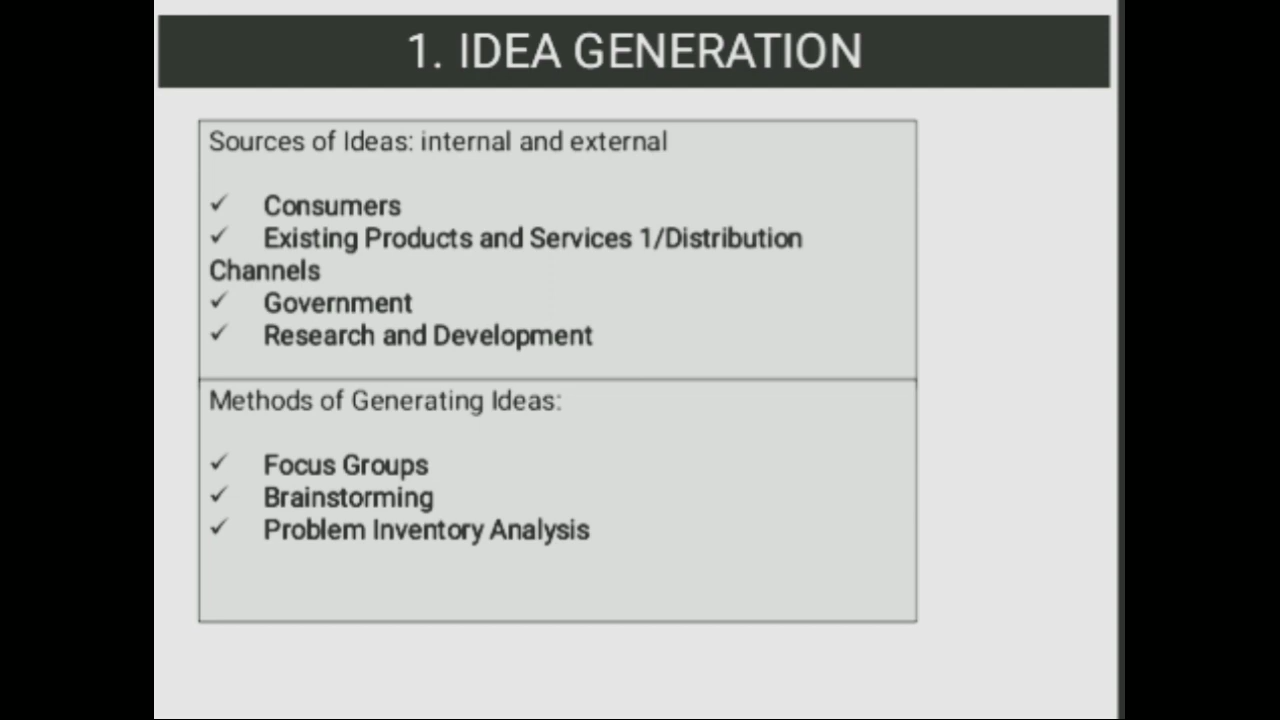 1. IDEA GENERATION
Sources of Ideas: internal and external
✓ Consumers
✓ Existing Products and Services 1/Distribution
Channels
✓ Government
✓ Research and Development
Methods of Generating Ideas:
✓ Focus Groups
✓ Brainstorming
✓ Problem Inventory Analysis